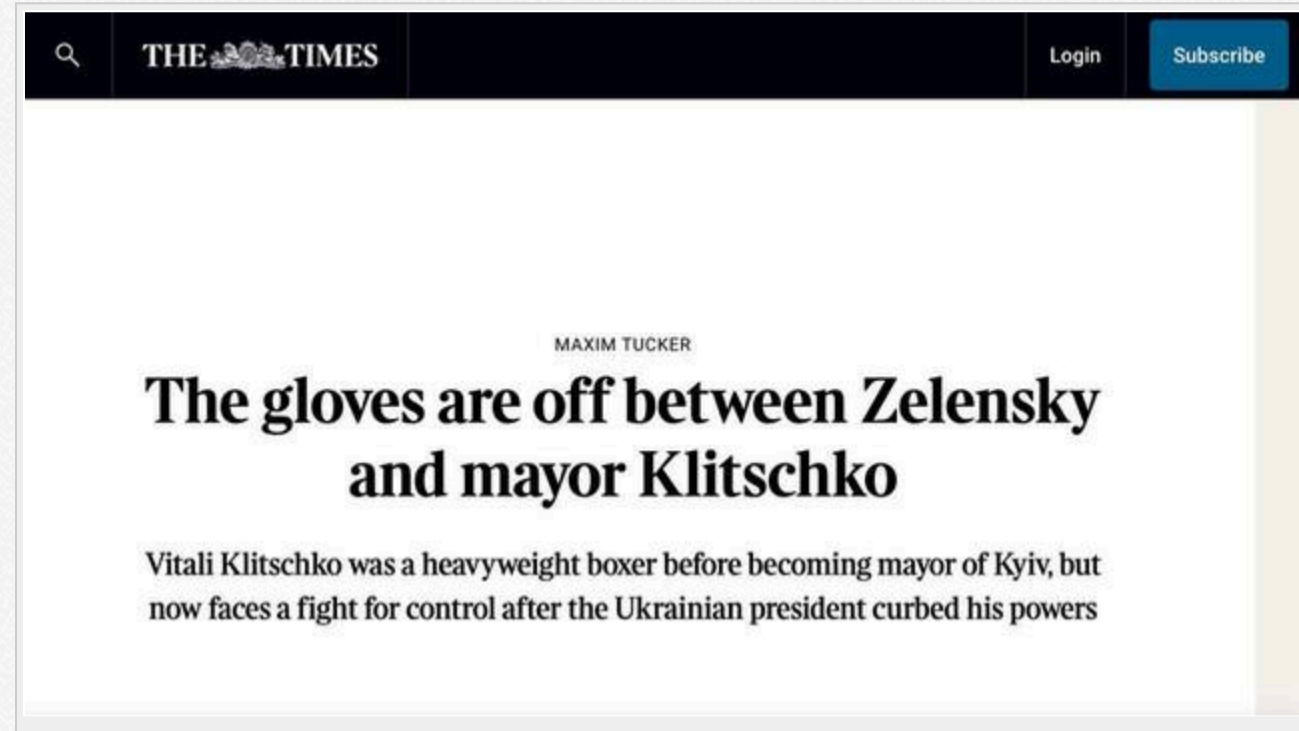 THE TIMES
Login
Subscribe
MAXIM TUCKER
The gloves are off between Zelensky
and mayor Klitschko
Vitali Klitschko was a heavyweight boxer before becoming mayor of Kyiv, but
now faces a fight for control after the Ukrainian president curbed his powers